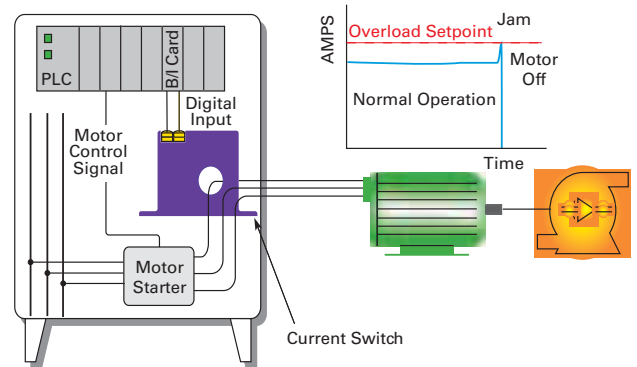 PLC
B/I Card
Digital
Input
Motor
Control
Signal
Motor
Starter
Current Switch
AMPS
Overload Setpoint
Jam
Motor
Off
Normal Operation
Time